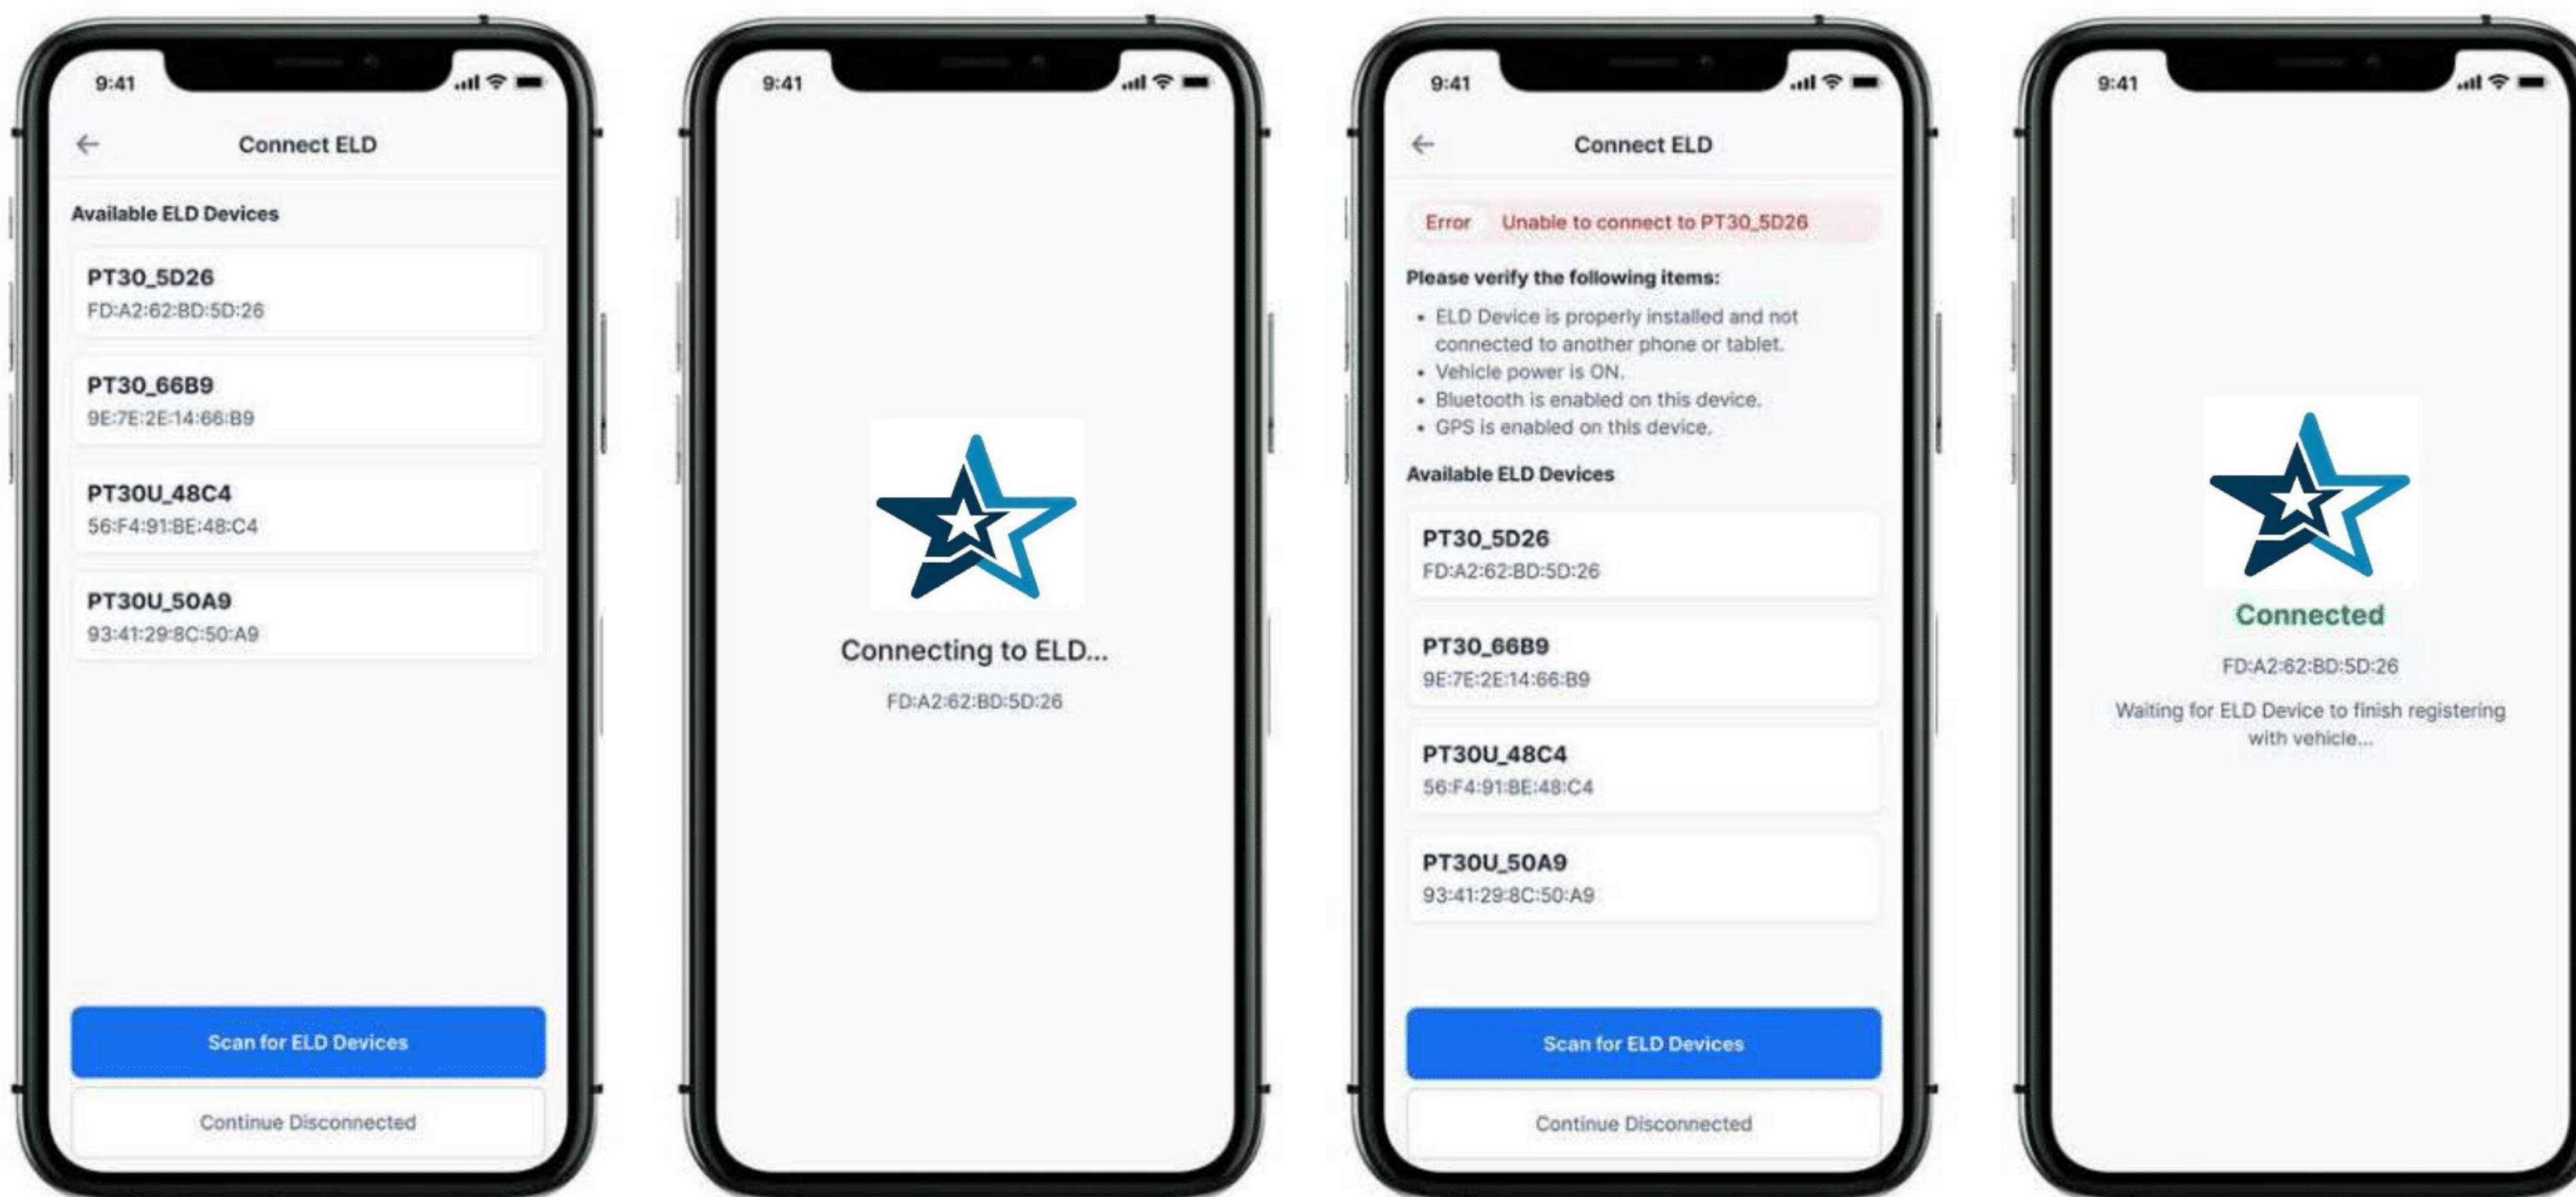 9:41
Connect ELD
Available ELD Devices
PT30_5D26
FD:A2:62:BD:5D:26
PT30_66B9
9E:7E:2E:14:66:B9
PT30U_48C4
56:F4:91:BE:48:C4
PT30U_50A9
93:41:29:8C:50:A9
Scan for ELD Devices
Continue Disconnected
9:41
Connecting to ELD...
FD:A2:62:BD:5D:26
9:41
Connect ELD
Error Unable to connect to PT30_5D26
Please verify the following items:
• ELD Device is properly installed and not
connected to another phone or tablet.
• Vehicle power is ON.
• Bluetooth is enabled on this device.
• GPS is enabled on this device.
Available ELD Devices
PT30_5D26
FD:A2:62:BD:5D:26
PT30_66B9
9E:7E:2E:14:66:B9
PT30U_48C4
56:F4:91:BE:48:C4
PT30U_50A9
93:41:29:8C:50:A9
Scan for ELD Devices
Continue Disconnected
9:41
Connected
FD:A2:62:BD:5D:26
Waiting for ELD Device to finish registering
with vehicle...